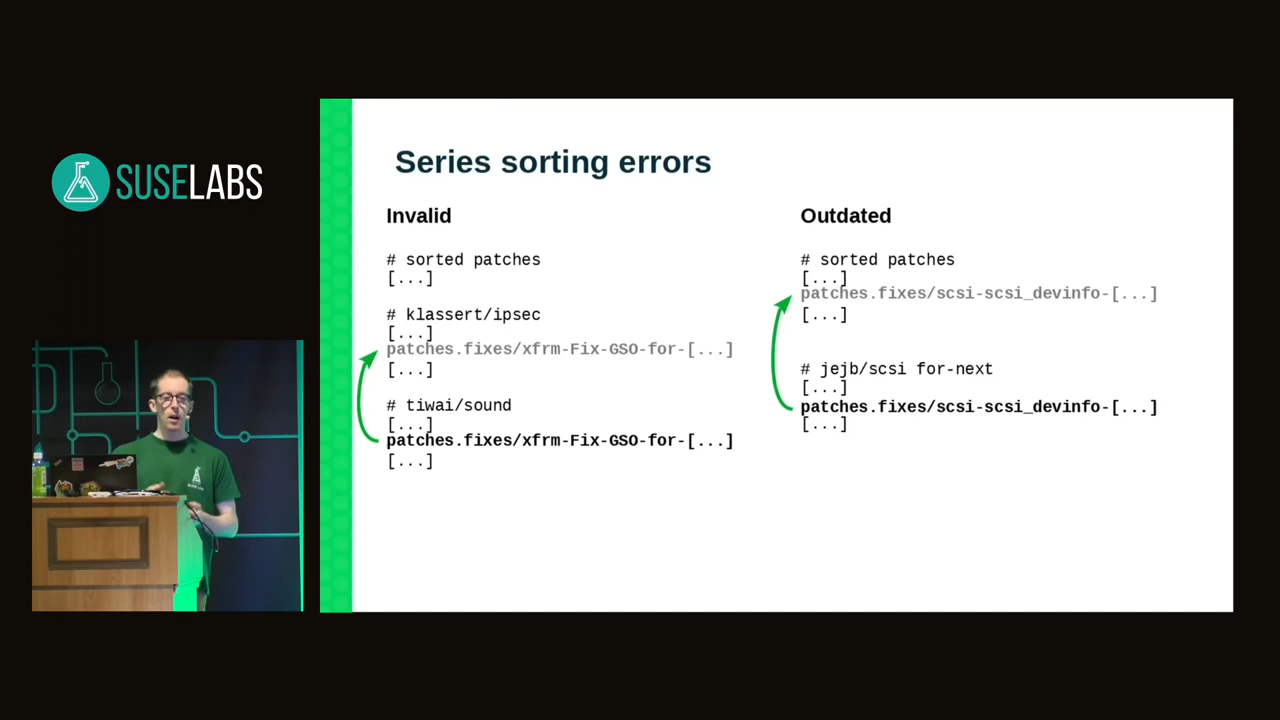 SUSELABS
Series sorting errors
Invalid
# sorted patches
[...]
# klassert/ipsec
[...]
patches.fixes/xfrm-Fix-GSO-for-[...]
[...]
# tiwai/sound
[...]
patches.fixes/xfrm-Fix-GSO-for-[...]
[...]
Outdated
# sorted patches
[...]
patches.fixes/scsi-scsi_devinfo-[...]
[...]
# jejb/scsi for-next
[...]
patches.fixes/scsi-scsi_devinfo-[...]
[...]